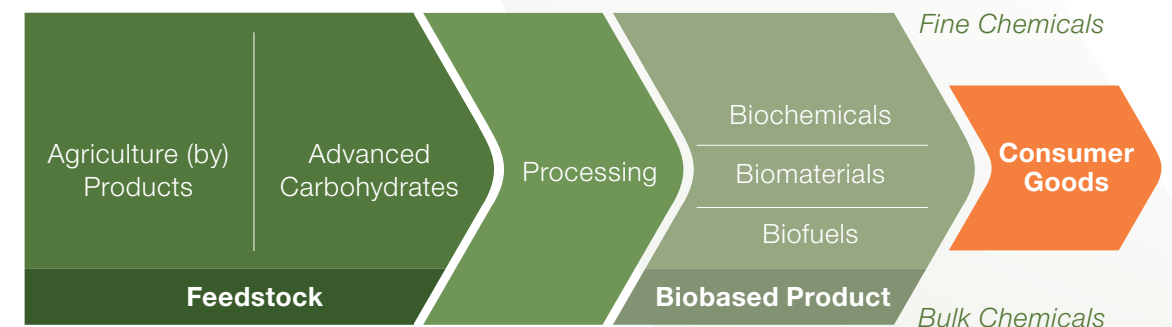 Fine Chemicals
Agriculture (by)
Products
Advanced
Carbohydrates
Processing
Biochemicals
Biomaterials
Biofuels
Consumer
Goods
Feedstock
Biobased Product
Bulk Chemicals